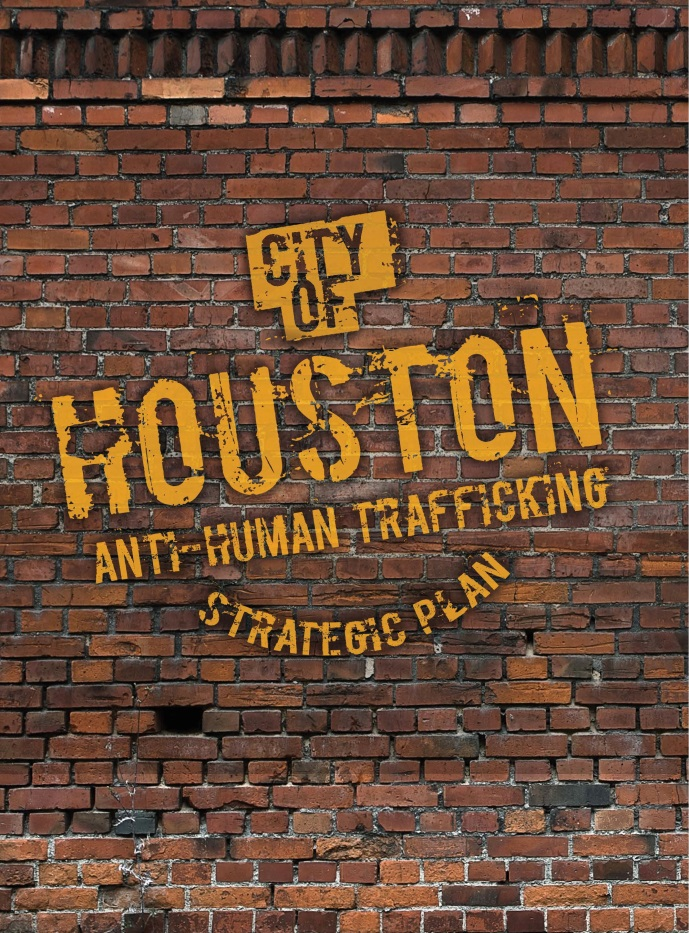 CITY
OF
HOUSTON
ANTI-HUMAN TRAFFICKING
STRATEGIC PLAN